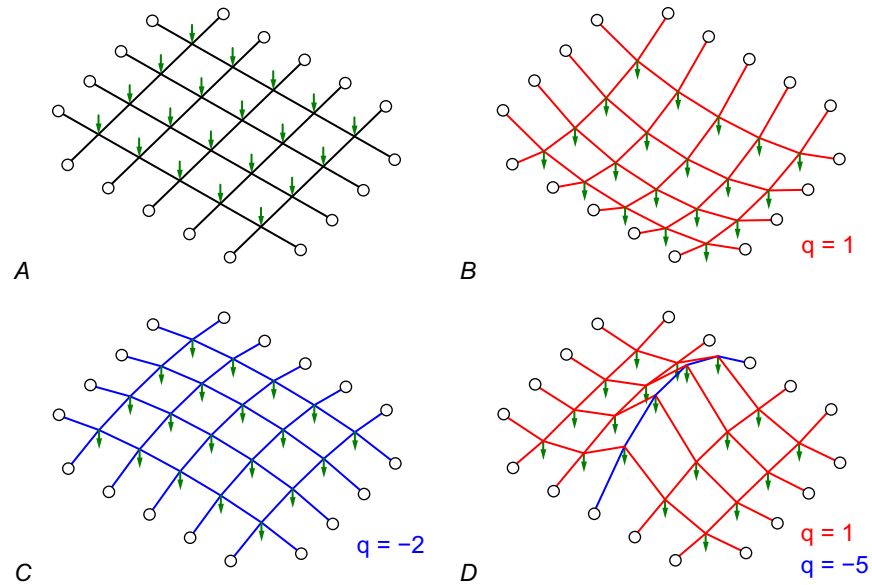 A
B
q = 1
C
q = −2
D
q = 1
q = −5